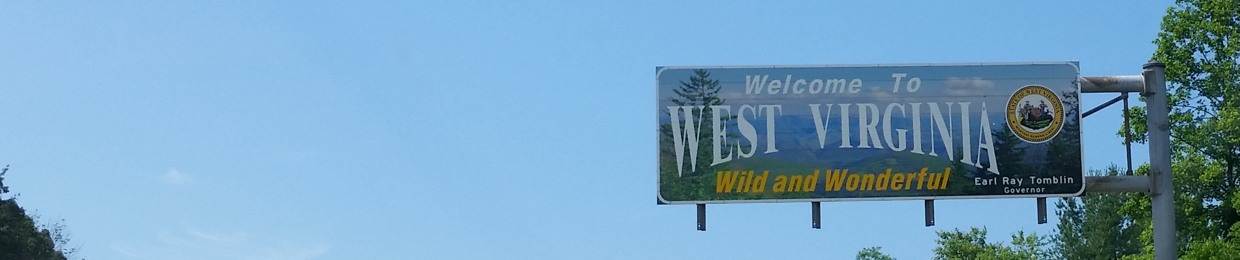 Welcome To
WEST VIRGINIA
Wild and Wonderful
Earl Ray Tomblin
Governor